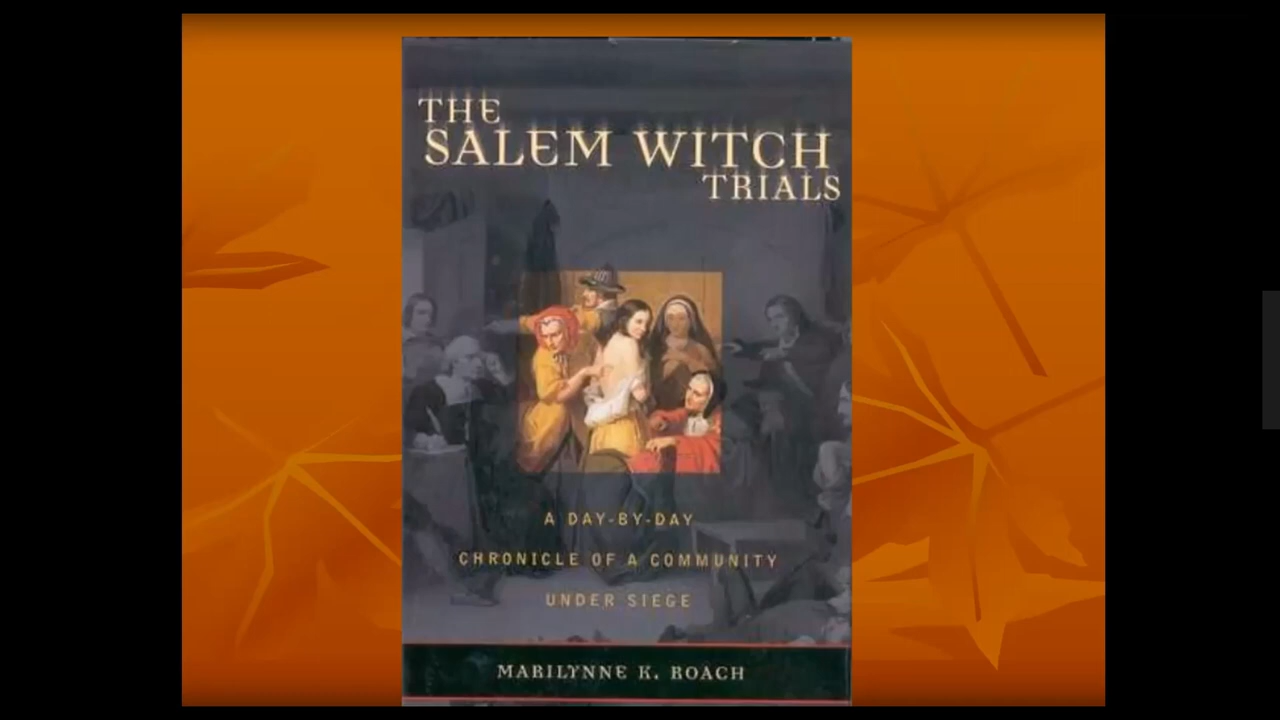 THE
SALEM WITCH
TRIALS
A DAY-BY-DAY
CHRONICLE OF A COMMUNITY
UNDER SIEGE
MARILYNNE K. ROACH